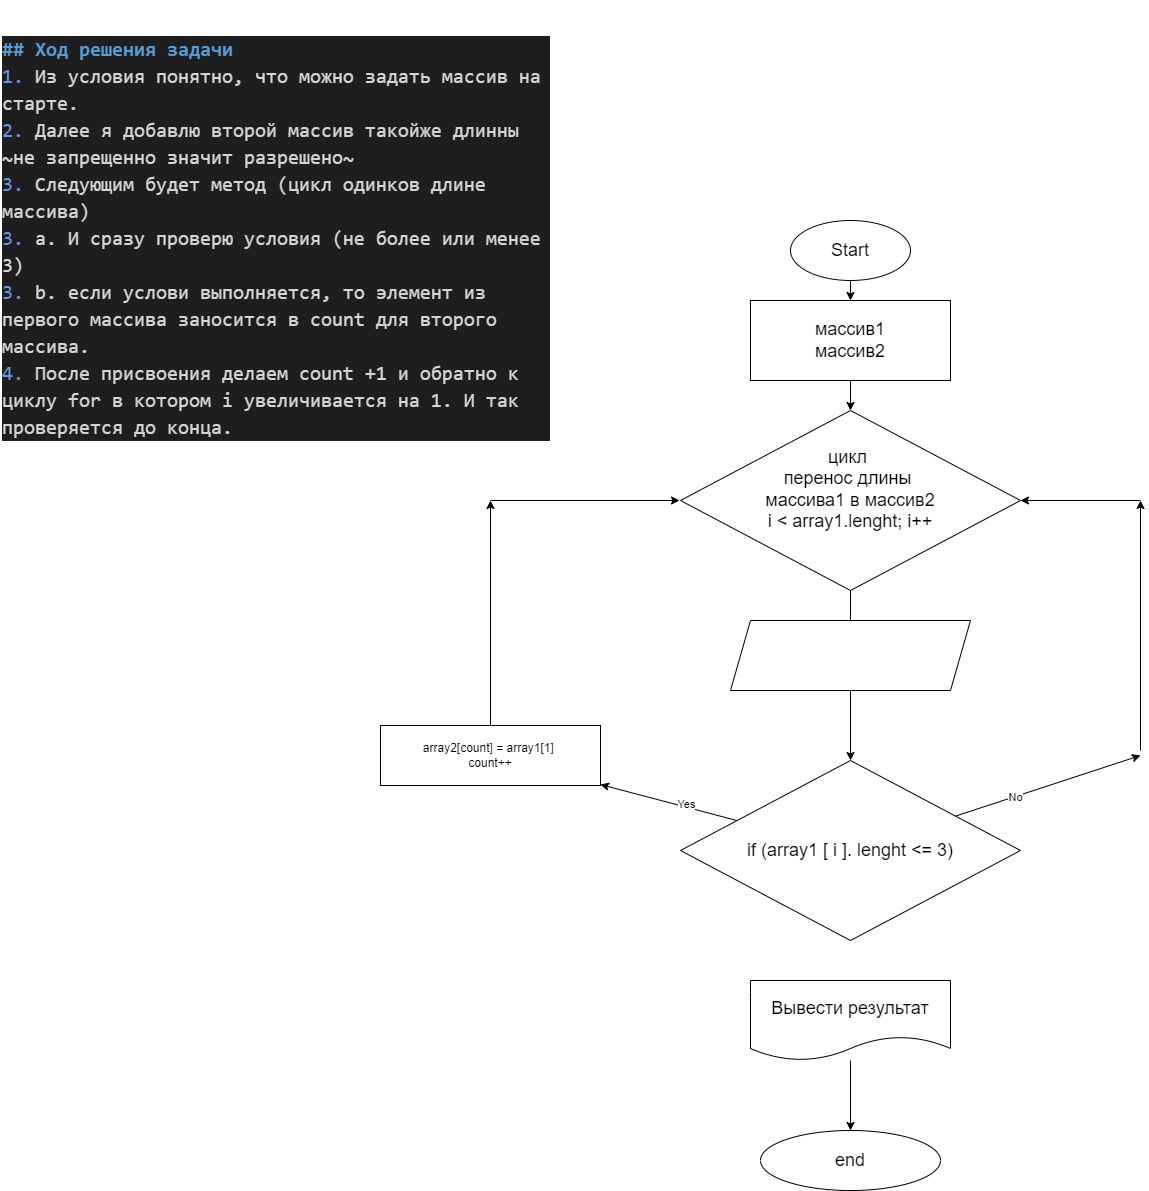 ## Ход решения задачи
1. Из условия понятно, что можно задать массив на
старте.
2. Далее я добавлю второй массив такойже длинны
~не запрещенно значит разрешено~
3. Следующим будет метод (цикл одинков длине
массива)
3. a. И сразу проверю условия (не более или менее
3)
3. b. если услови выполняется, то элемент из
первого массива заносится в count для второго
массива.
4. После присвоения делаем count +1 и обратно к
циклу for в котором i увеличивается на 1. И так
проверяется до конца.
Start
массив1
массив2
цикл
перенос длины
массива1 в массив2
i < array1.lenght; i++
array2[count] = array1[1]
count++
Yes
No
if (array1 [ i ]. lenght <= 3)
Вывести результат
end